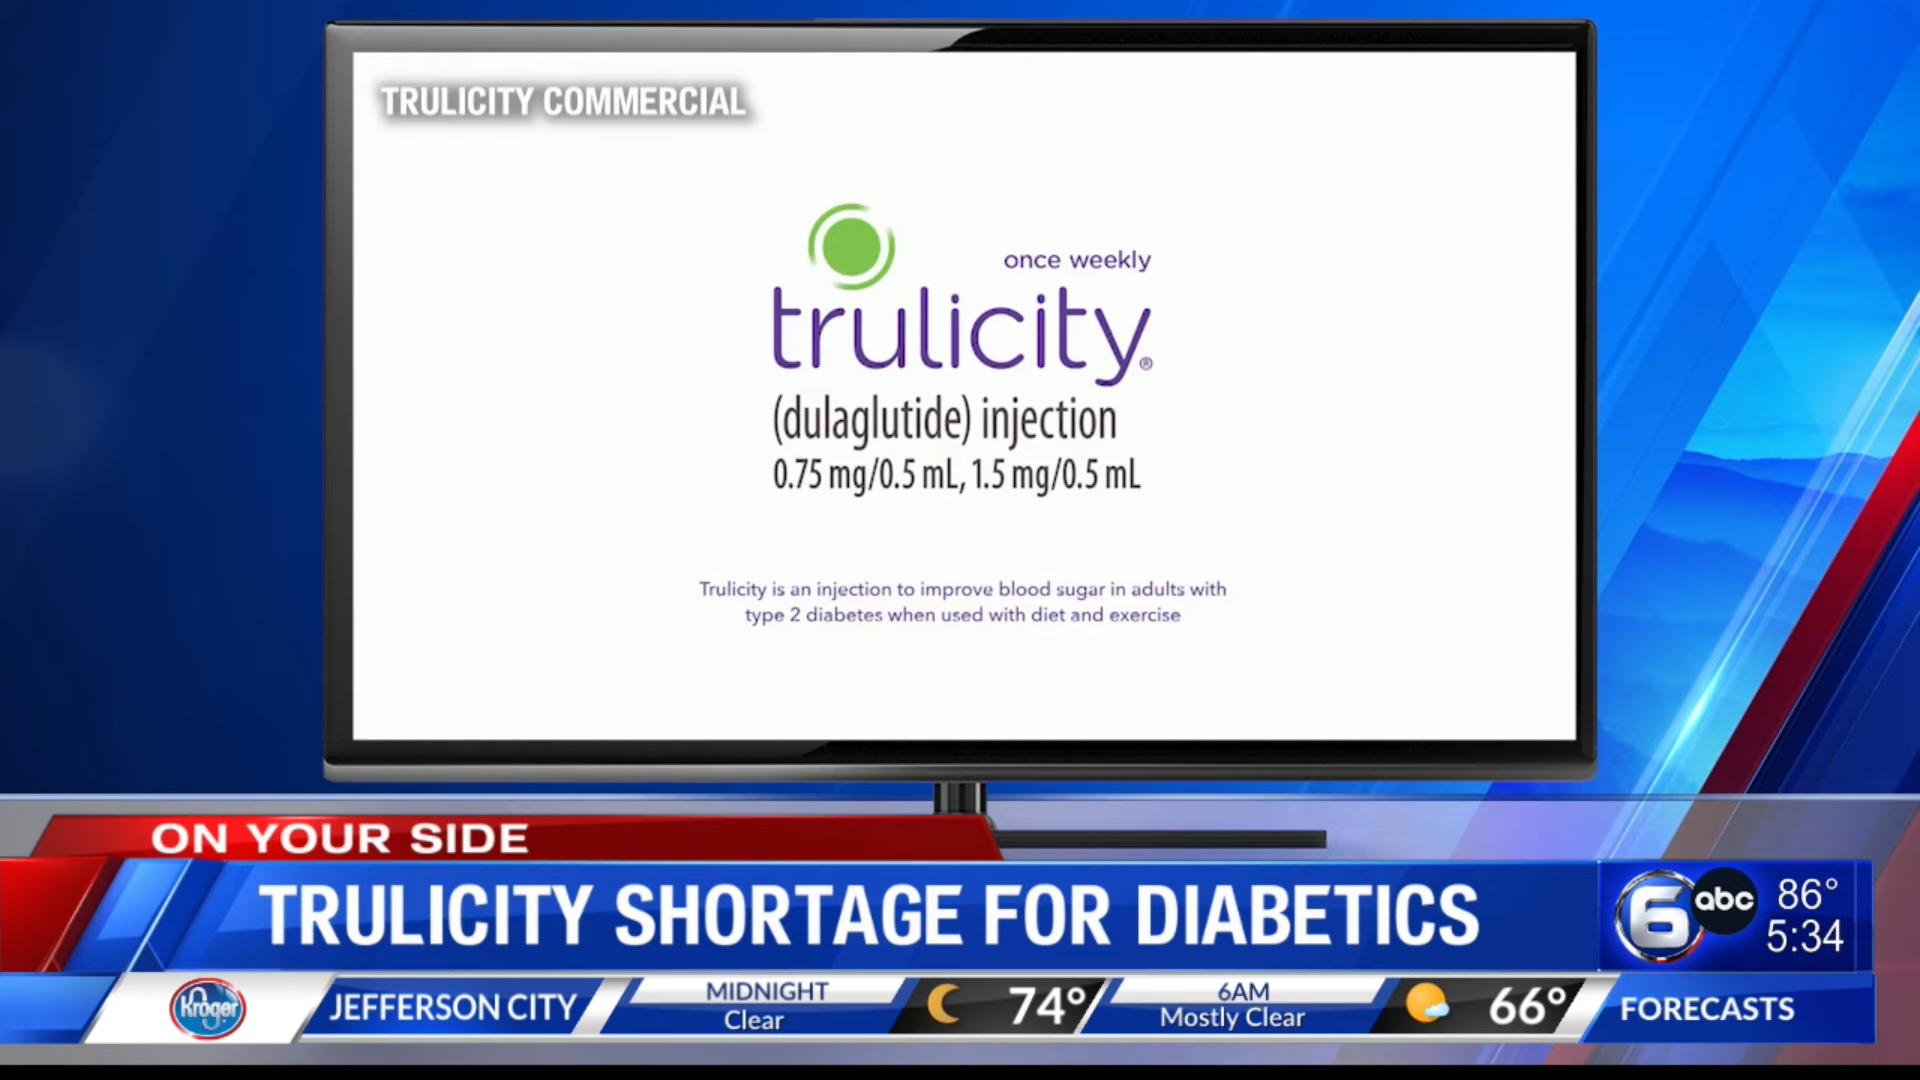 TRULICITY COMMERCIAL
once weekly
trulicity®
(dulaglutide) injection
0.75 mg/0.5 mL, 1.5 mg/0.5 mL
Trulicity is an injection to improve blood sugar in adults with
type 2 diabetes when used with diet and exercise
ON YOUR SIDE
TRULICITY SHORTAGE FOR DIABETICS
6 abc
86°
5:34
Kroger
JEFFERSON CITY
MIDNIGHT
Clear
74°
6AM
Mostly Clear
66°
FORECASTS